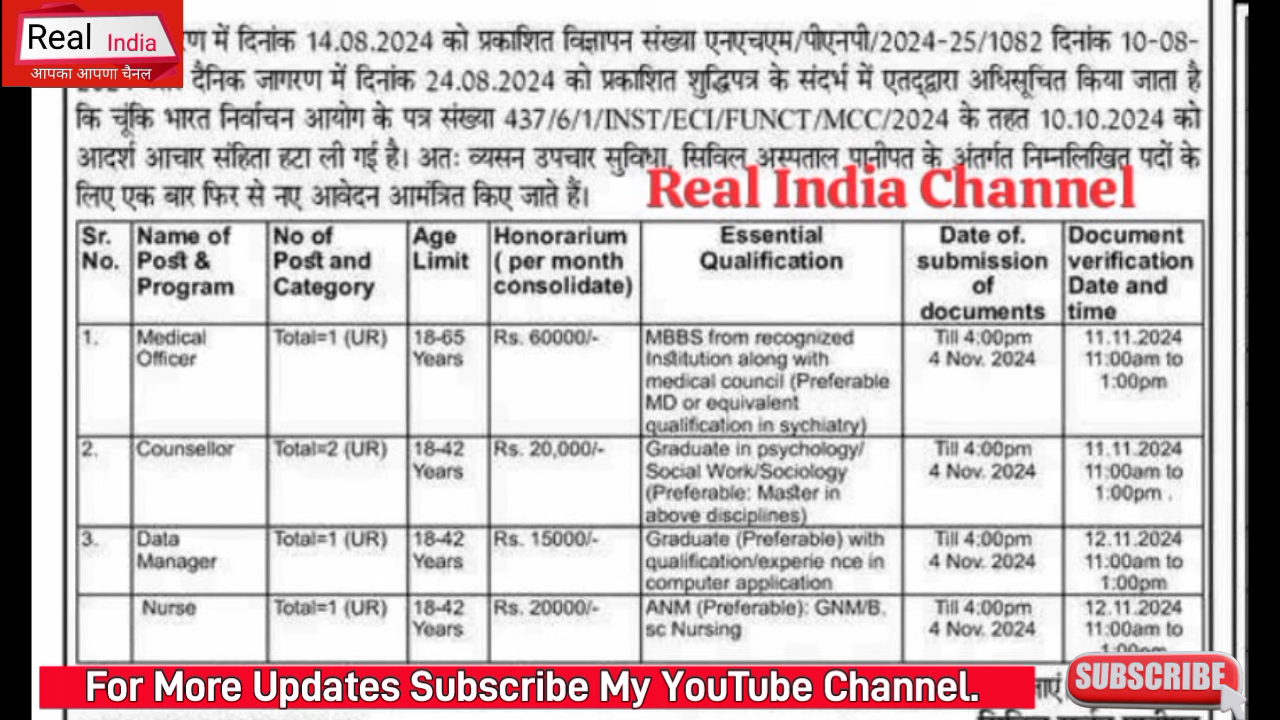 Real India
आपका आपणा चैनल
में दिनांक 14.08.2024 को प्रकाशित विज्ञापन संख्या एनएचएम/पीएनपी/2024-25/1082 दिनांक 10-08-
दैनिक जागरण में दिनांक 24.08.2024 को प्रकाशित शुद्धिपत्र के संदर्भ में एतद्द्वारा अधिसूचित किया जाता है
कि चूंकि भारत निर्वाचन आयोग के पत्र संख्या 437/6/1/INST/ECI/FUNCT/MCC/2024 के तहत 10.10.2024 को
आदर्श आचार संहिता हटा ली गई है। अतः व्यसन उपचार सुविधा, सिविल अस्पताल पानीपत के अंतर्गत निम्नलिखित पदों के
लिए एक बार फिर से नए आवेदन आमंत्रित किए जाते हैं।
Real India Channel
Sr. No. Name of Post & Program No of Post and Category Age Limit Honorarium ( per month consolidate) Essential Qualification Date of. submission of documents Document verification Date and time
1. Medical Officer Total=1 (UR) 18-65 Years Rs. 60000/- MBBS from recognized Institution along with medical council (Preferable MD or equivalent qualification in sychiatry) Till 4:00pm 4 Nov. 2024 11.11.2024 11:00am to 1:00pm
2. Counsellor Total=2 (UR) 18-42 Years Rs. 20,000/- Graduate in psychology/ Social Work/Sociology (Preferable: Master in above disciplines) Till 4:00pm 4 Nov. 2024 11.11.2024 11:00am to 1:00pm .
3. Data Manager Total=1 (UR) 18-42 Years Rs. 15000/- Graduate (Preferable) with qualification/experie nce in computer application Till 4:00pm 4 Nov. 2024 12.11.2024 11:00am to 1:00pm
Nurse Total=1 (UR) 18-42 Years Rs. 20000/- ANM (Preferable): GNM/B. sc Nursing Till 4:00pm 4 Nov. 2024 12.11.2024 11:00am to 1:00pm
For More Updates Subscribe My YouTube Channel.
SUBSCRIBE